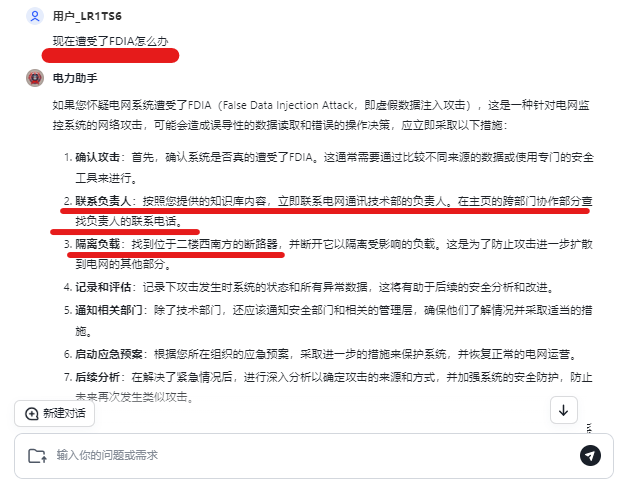 用户_LR1TS6
现在遭受了FDIA怎么办
电力助手
如果您怀疑电网系统遭受了FDIA（False Data Injection Attack，即虚假数据注入攻击），这是一种针对电网监
控系统的网络攻击，可能会造成误导性的数据读取和错误的操作决策，应立即采取以下措施：
1. 确认攻击：首先，确认系统是否真的遭受了FDIA。这通常需要通过比较不同来源的数据或使用专门的安全
工具来进行。
2. 联系负责人：按照您提供的知识库内容，立即联系电网通讯技术部的负责人。在主页的跨部门协作部分查
找负责人的联系电话。
3. 隔离负载：找到位于二楼西南方的断路器，并断开它以隔离受影响的负载。这是为了防止攻击进一步扩散
到电网的其他部分。
4. 记录和评估：记录下攻击发生时系统的状态和所有异常数据，这将有助于后续的安全分析和改进。
5. 通知相关部门：除了技术部门，还应该通知安全部门和相关的管理层，确保他们了解情况并采取适当的措
施。
6. 启动应急预案：根据您所在组织的应急预案，采取进一步的措施来保护系统，并恢复正常的电网运营。
7. 后续分析：在解决了紧急情况后，进行深入分析以确定攻击的来源和方式，并加强系统的安全防护，防止
未来再次发生类似攻击。
新建对话
输入你的问题或需求